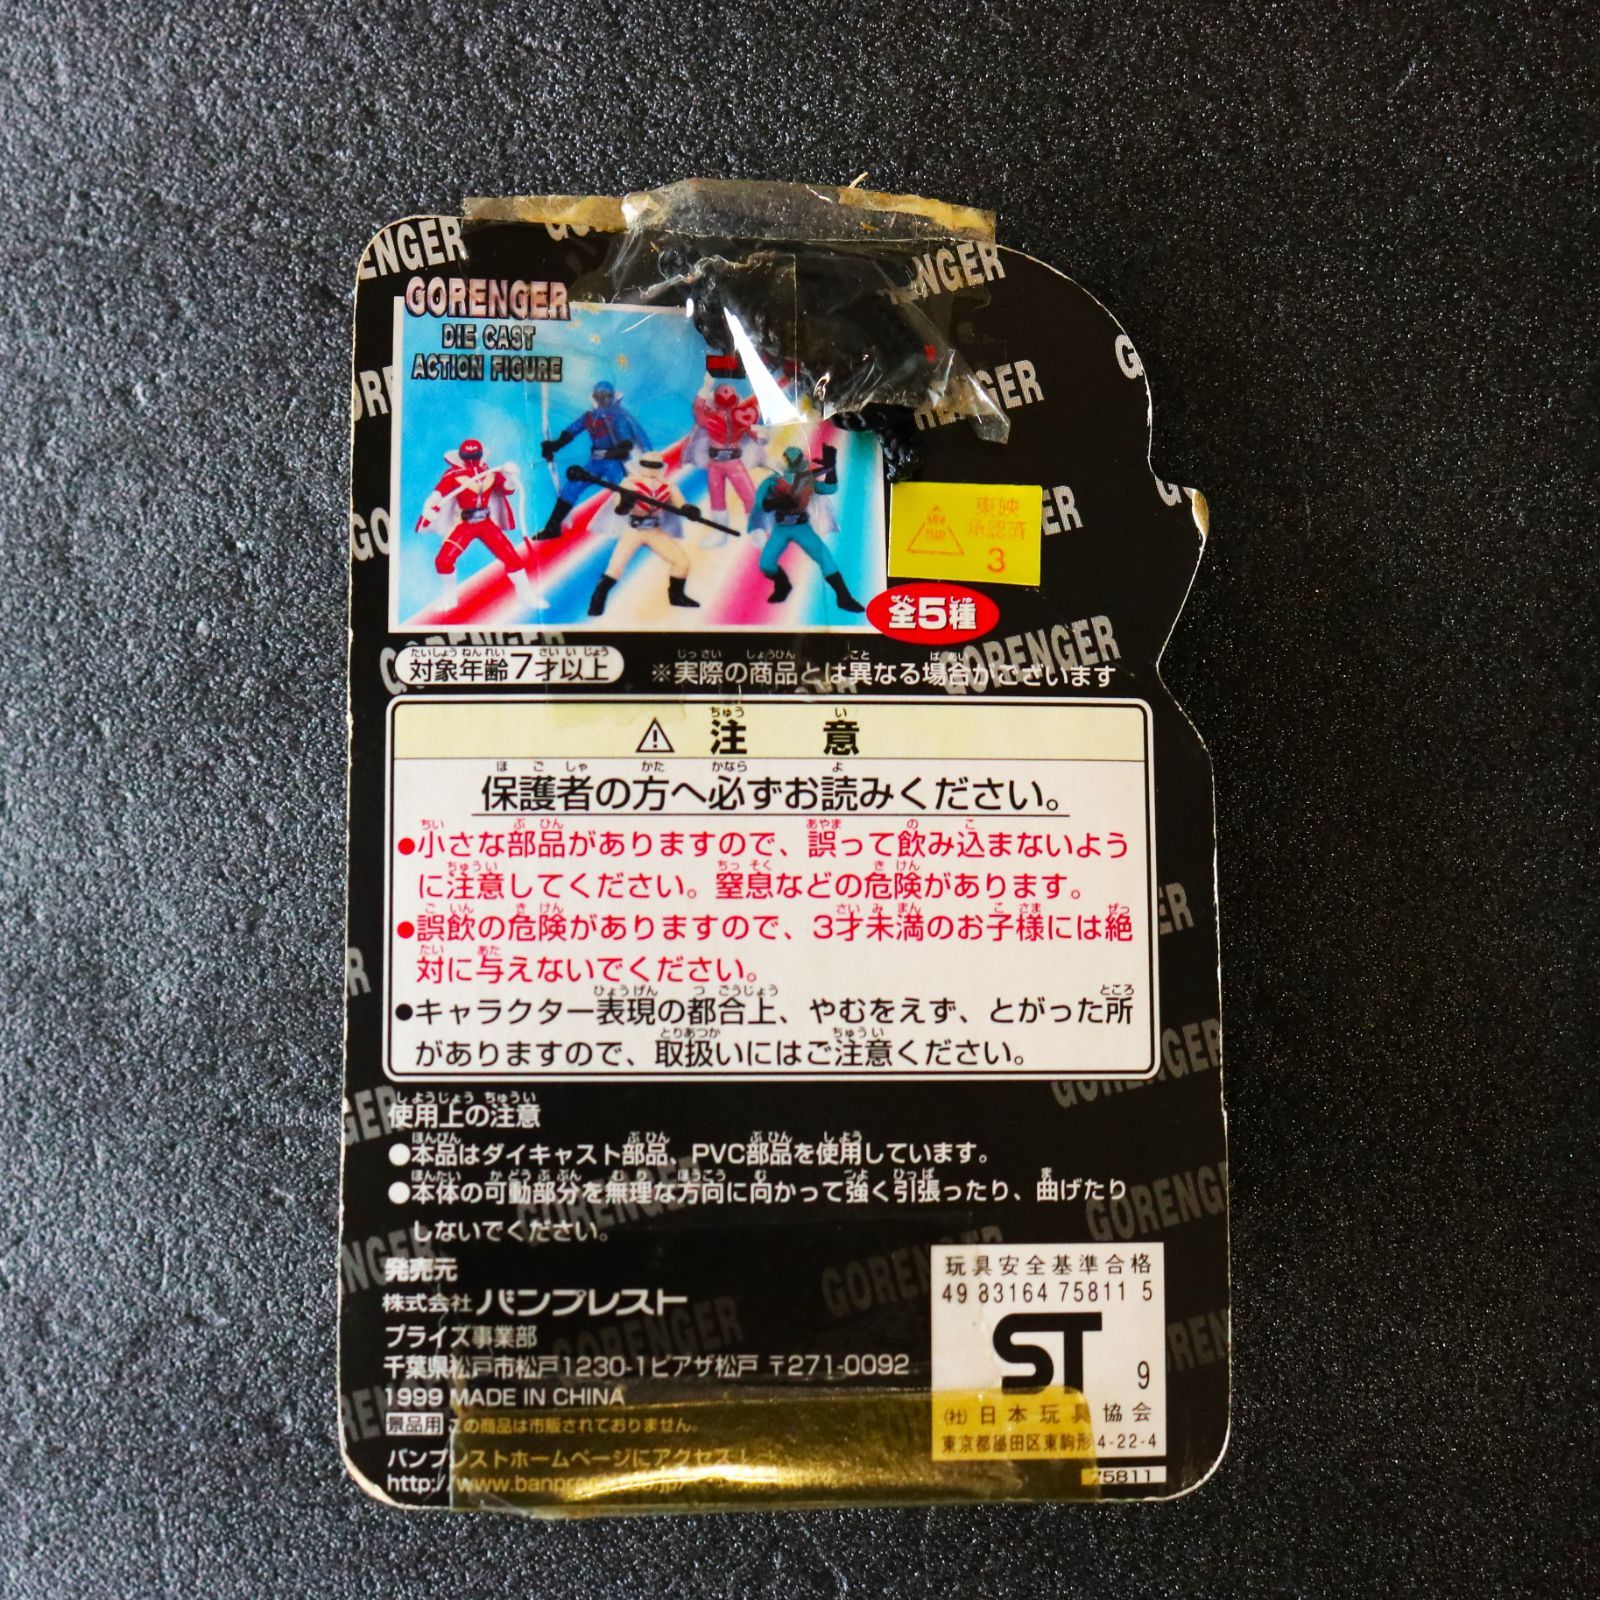 GORENGER
DIE CAST
ACTION FIGURE
東映
承認済
3
全5種
対象年齢7才以上
※実際の商品とは異なる場合がございます
注意
保護者の方へ必ずお読みください。
●小さな部品がありますので、誤って飲み込まないよう
に注意してください。窒息などの危険があります。
●誤飲の危険がありますので、3才未満のお子様には絶
対に与えないでください。
●キャラクター表現の都合上、やむをえず、とがった所
がありますので、取扱いにはご注意ください。
使用上の注意
●本品はダイキャスト部品、PVC部品を使用しています。
●本体の可動部分を無理な方向に向かって強く引張ったり、曲げたり
しないでください。
発売元
株式会社バンプレスト
プライズ事業部
千葉県松戸市松戸1230-1ピアザ松戸 〒271-0092
1999 MADE IN CHINA
景品用 この商品は市販されておりません。
バンプレストホームページにアクセス!
玩具安全基準合格
49 83164 75811 5
ST 9
(社)日本玩具協会
東京都墨田区東駒形4-22-4
75811